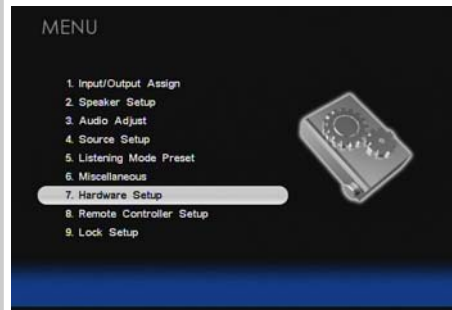 MENU
1. Input/Output Assign
2. Speaker Setup
3. Audio Adjust
4. Source Setup
5. Listening Mode Preset
6. Miscellaneous
7. Hardware Setup
8. Remote Controller Setup
9. Lock Setup